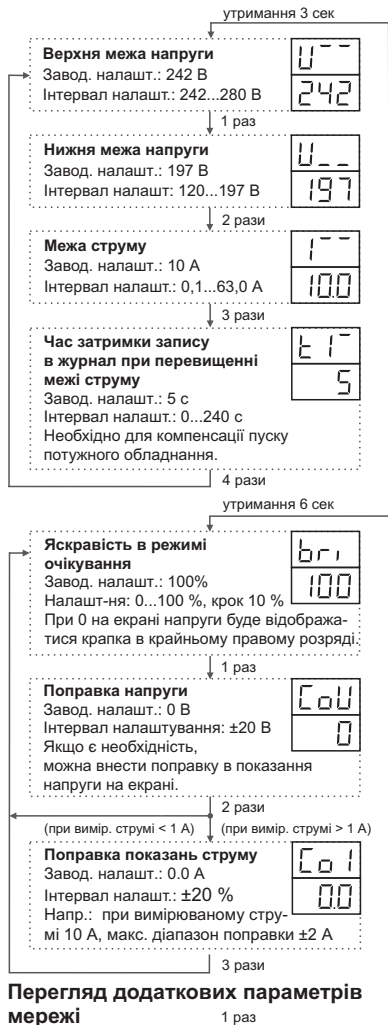 утримання 3 сек
Верхня межа напруги
Завод. налашт.: 242 В
Інтервал налашт.: 242...280 В
U¯¯
242
1 раз
Нижня межа напруги
Завод. налашт.: 197 В
Інтервал налашт: 120...197 В
U__
197
2 рази
Межа струму
Завод. налашт.: 10 А
Інтервал налашт.: 0,1...63,0 А
I¯¯
10.0
3 рази
Час затримки запису
в журнал при перевищенні
межі струму
Завод. налашт.: 5 с
Інтервал налашт.: 0...240 с
Необхідно для компенсації пуску
потужного обладнання.
t I¯
5
4 рази
утримання 6 сек
Яскравість в режимі
очікування
Завод. налашт.: 100%
Налашт-ня: 0...100 %, крок 10 %
При 0 на екрані напруги буде відобража-
тися крапка в крайньому правому розряді.
bri
100
1 раз
Поправка напруги
Завод. налашт.: 0 В
Інтервал налаштування: ±20 В
Якщо є необхідність,
можна внести поправку в показання
напруги на екрані.
CoU
0
2 рази
(при вимір. струмі < 1 А) (при вимір. струмі > 1 А)
Поправка показань струму
Завод. налашт.: 0.0 А
Інтервал налашт.: ±20 %
Напр.: при вимірюваному стру-
мі 10 А, макс. діапазон поправки ±2 А
CoI
0.0
3 рази
Перегляд додаткових параметрів
мережі
1 раз